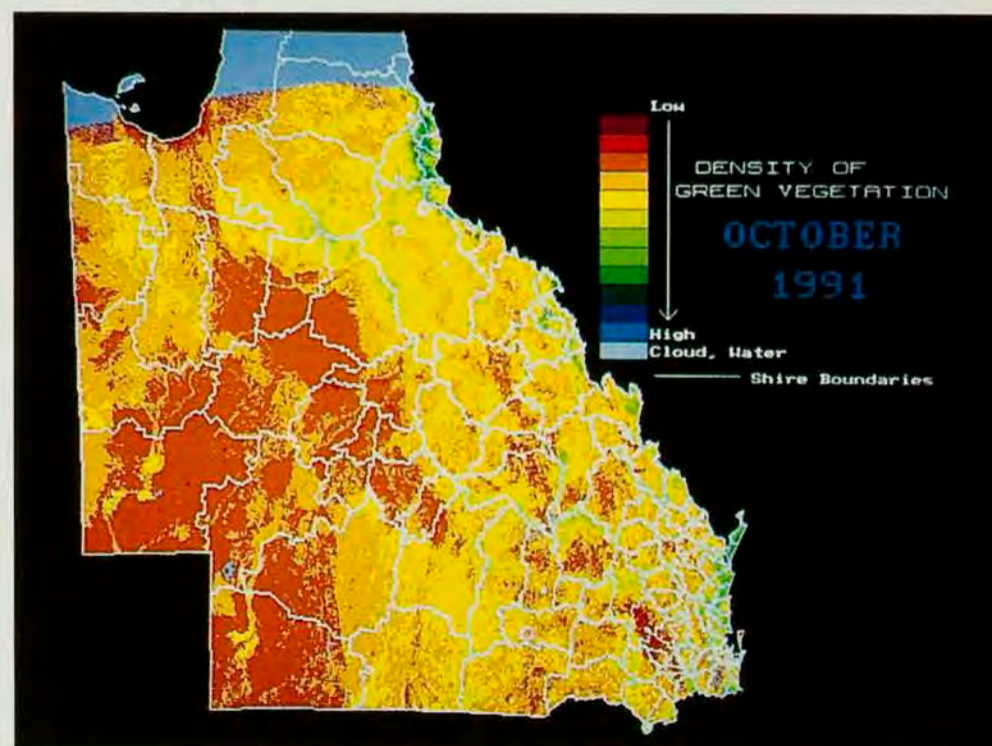 Low
DENSITY OF
GREEN VEGETATION
OCTOBER
1991
High
Cloud, Water
Shire Boundaries